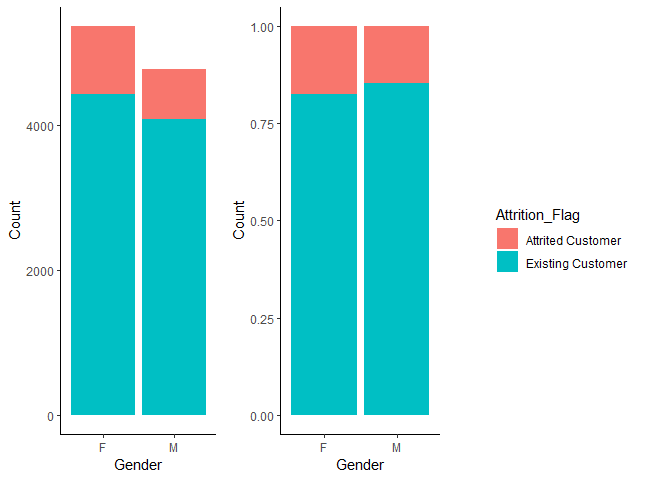 Count
4000
2000
0
F
M
Gender
Count
1.00
0.75
0.50
0.25
0.00
F
M
Gender
Attrition_Flag
Attrited Customer
Existing Customer